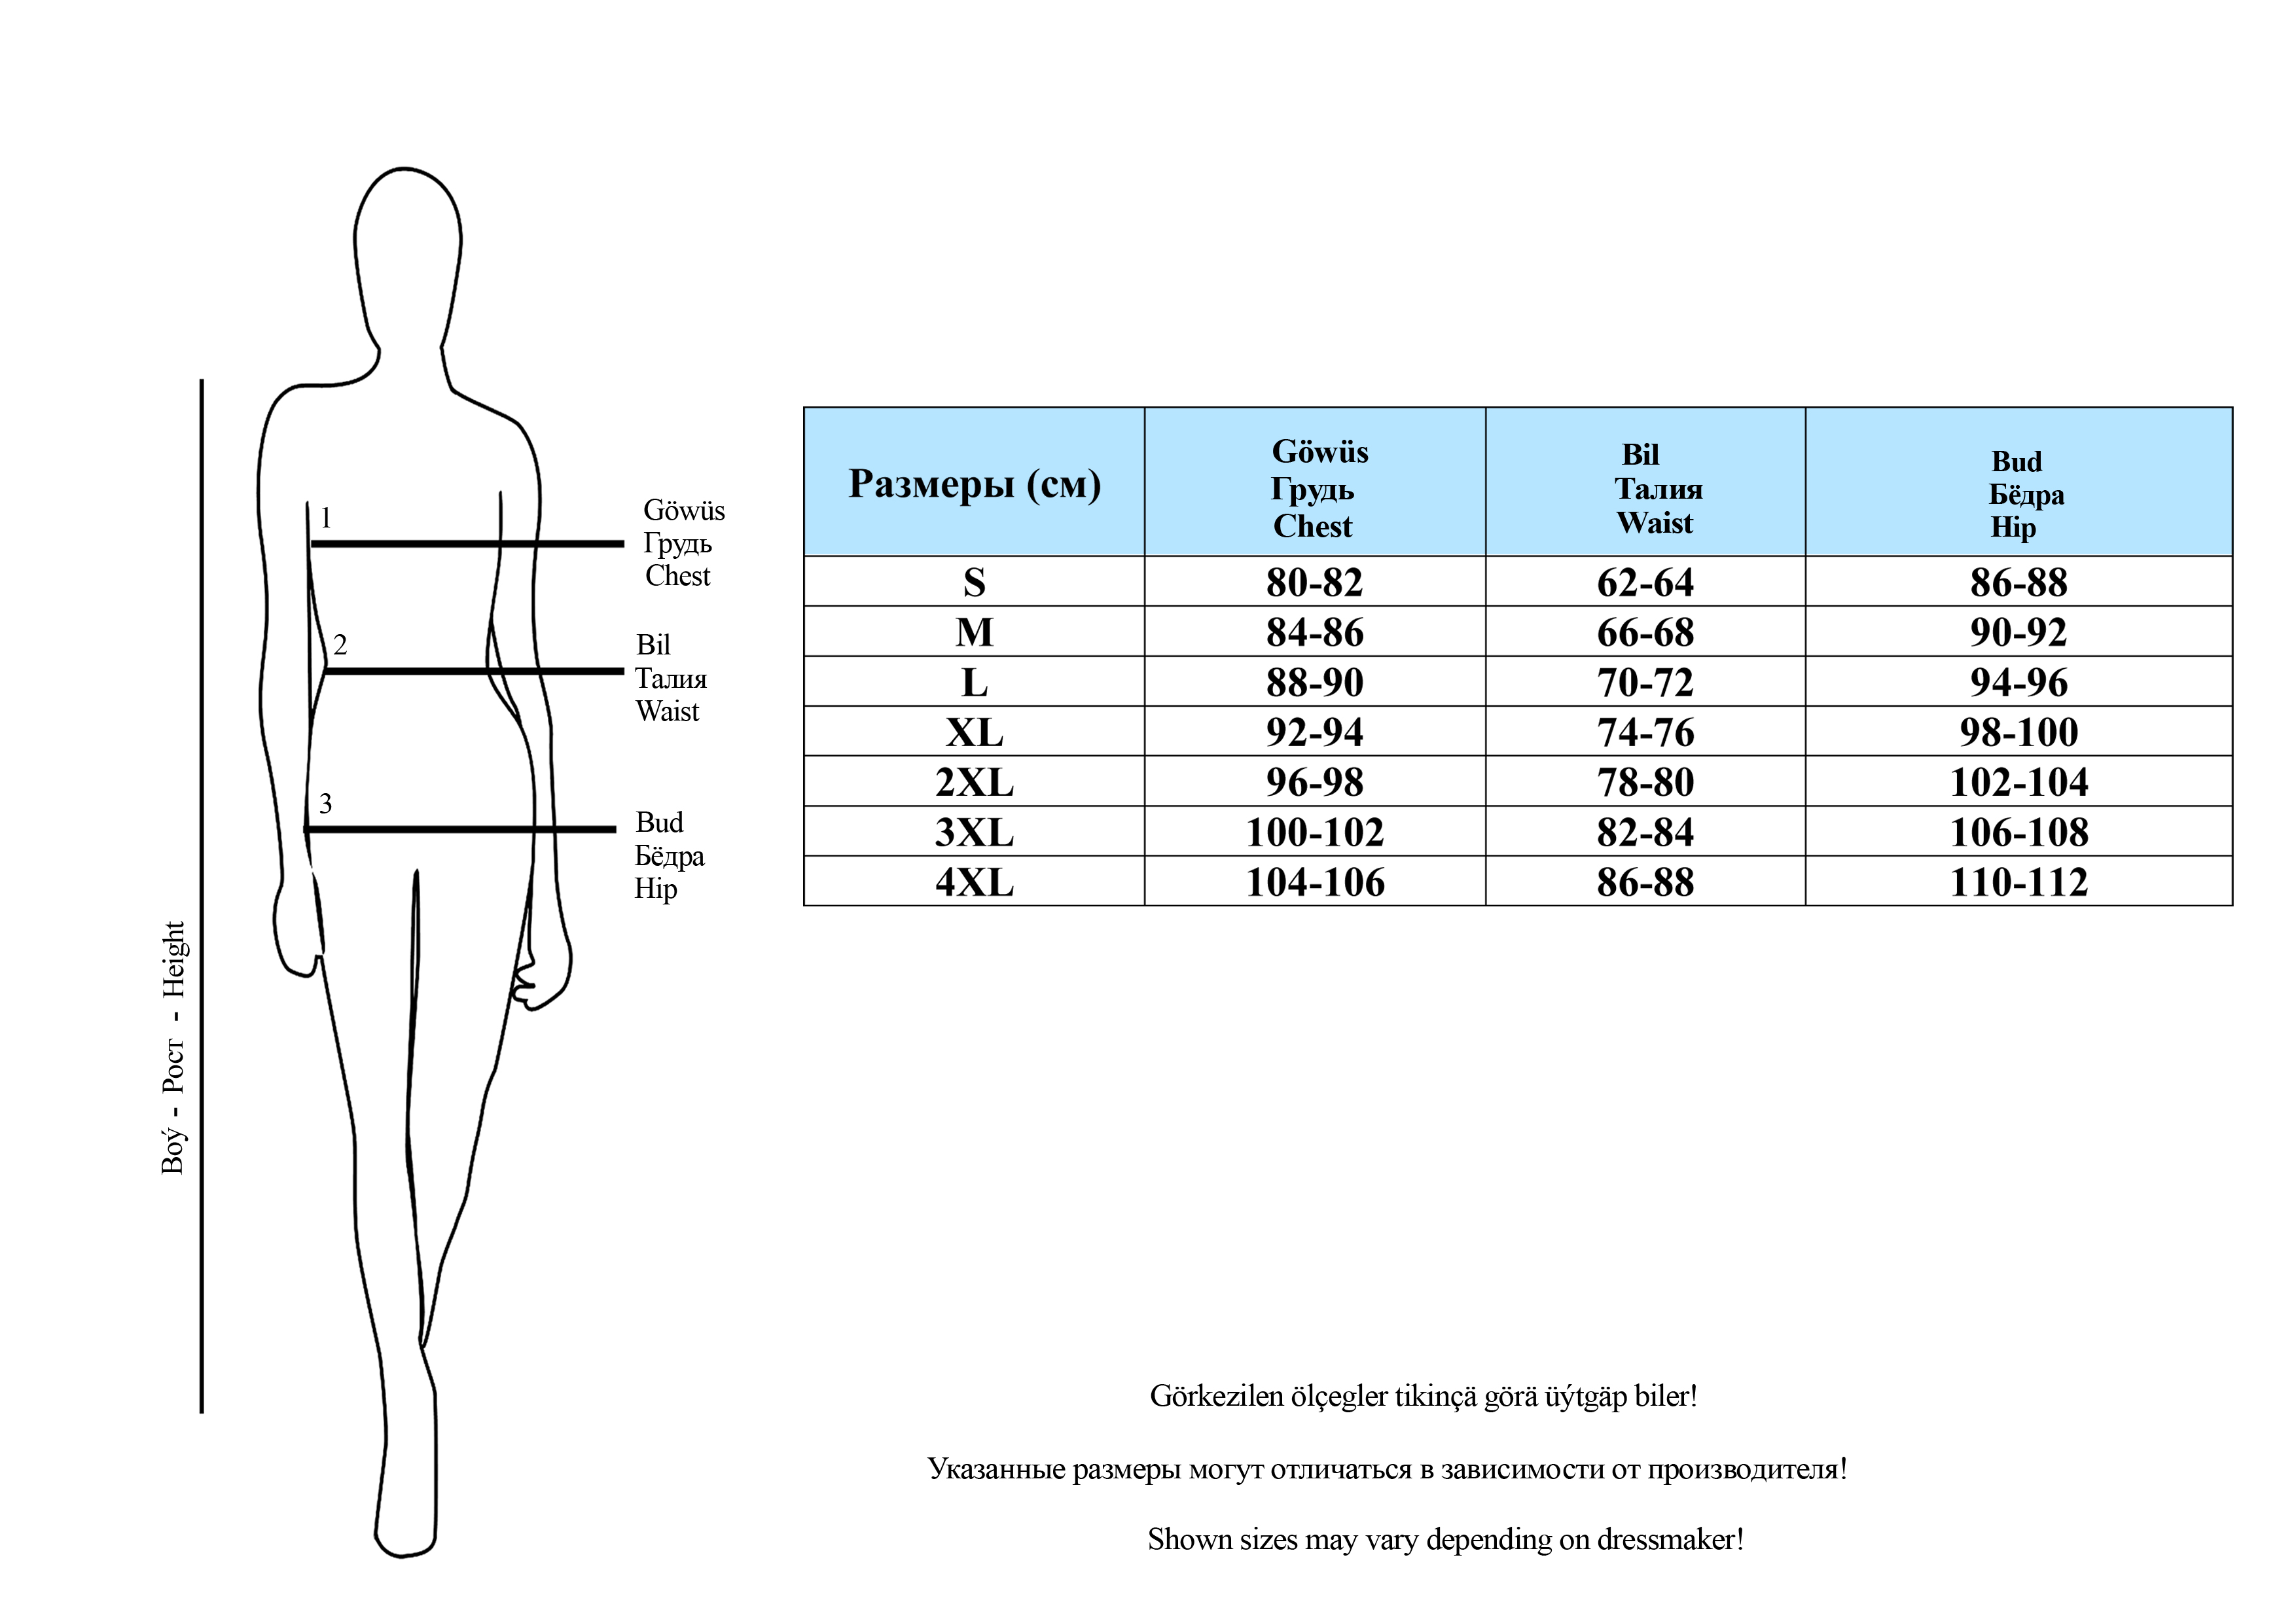 1
Göwüs
Грудь
Chest
2
Bil
Талия
Waist
3
Bud
Бёдра
Hip
Boý - Рост - Height
Размеры (см)
Göwüs
Грудь
Chest
Bil
Талия
Waist
Bud
Бёдра
Hip
S 80-82 62-64 86-88
M 84-86 66-68 90-92
L 88-90 70-72 94-96
XL 92-94 74-76 98-100
2XL 96-98 78-80 102-104
3XL 100-102 82-84 106-108
4XL 104-106 86-88 110-112
Görkezilen ölçegler tikinçä görä üýtgäp biler!
Указанные размеры могут отличаться в зависимости от производителя!
Shown sizes may vary depending on dressmaker!